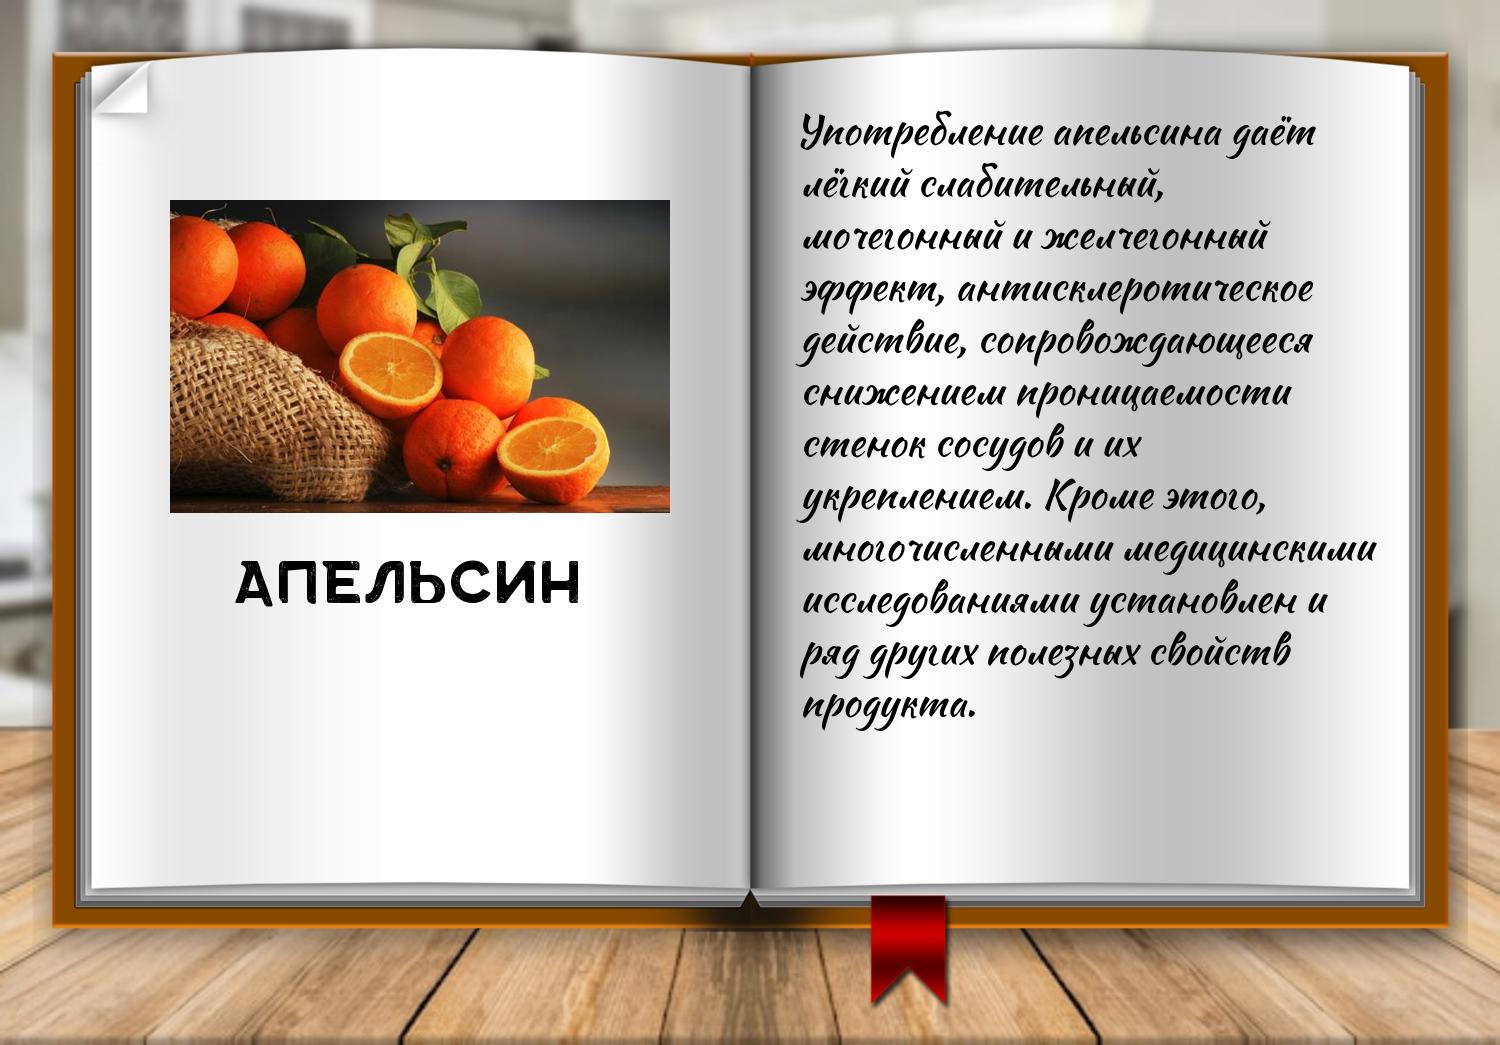 АПЕЛЬСИН
Употребление апельсина даёт
лёгкий слабительный,
мочегонный и желчегонный
эффект, антисклеротическое
действие, сопровождающееся
снижением проницаемости
стенок сосудов и их
укреплением. Кроме этого,
многочисленными медицинскими
исследованиями установлен и
ряд других полезных свойств
продукта.